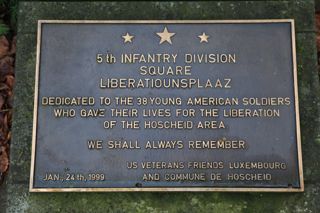 5th INFANTRY DIVISION
SQUARE
LIBERATIOUNSPLAAZ
DEDICATED TO THE 38 YOUNG AMERICAN SOLDIERS
WHO GAVE THEIR LIVES FOR THE LIBERATION
OF THE HOSCHEID AREA
WE SHALL ALWAYS REMEMBER
US VETERANS FRIENDS LUXEMBOURG
JAN. 24th, 1999 AND COMMUNE DE HOSCHEID